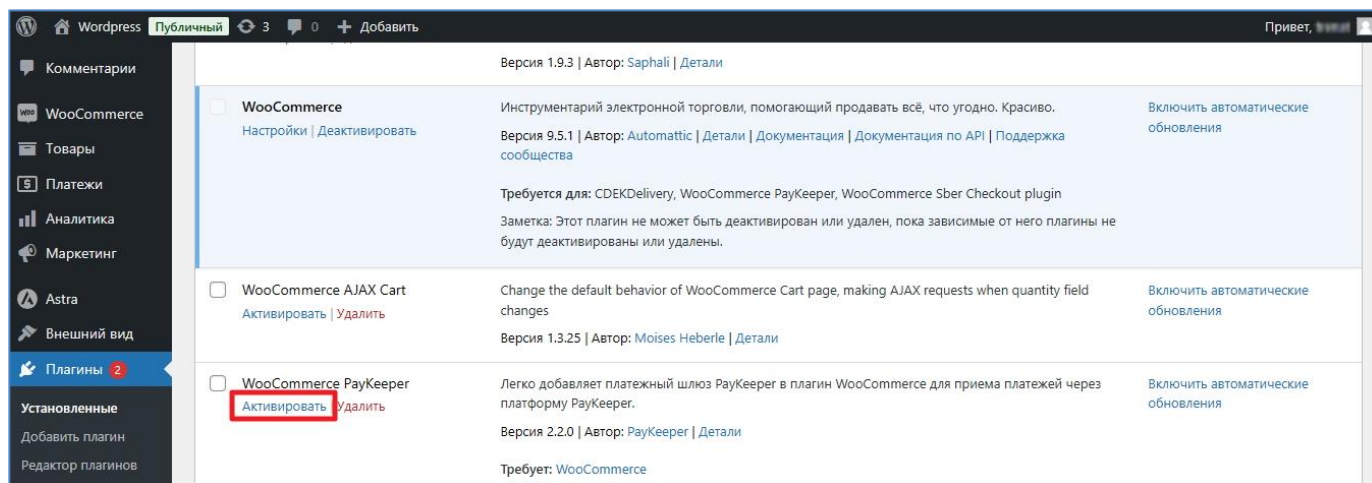 Wordpress Публичный 3 0 + Добавить
Привет,
Комментарии
WooCommerce
Товары
Платежи
Аналитика
Маркетинг
Astra
Внешний вид
Плагины 2
Установленные
Добавить плагин
Редактор плагинов
Версия 1.9.3 | Автор: Saphali | Детали
WooCommerce
Настройки | Деактивировать
Инструментарий электронной торговли, помогающий продавать всё, что угодно. Красиво.
Версия 9.5.1 | Автор: Automattic | Детали | Документация | Документация по API | Поддержка
сообщества
Требуется для: CDEKDelivery, WooCommerce PayKeeper, WooCommerce Sber Checkout plugin
Заметка: Этот плагин не может быть деактивирован или удален, пока зависимые от него плагины не
будут деактивированы или удалены.
Включить автоматические
обновления
WooCommerce AJAX Cart
Активировать | Удалить
Change the default behavior of WooCommerce Cart page, making AJAX requests when quantity field
changes
Версия 1.3.25 | Автор: Moises Heberle | Детали
Включить автоматические
обновления
WooCommerce PayKeeper
Активировать Удалить
Легко добавляет платежный шлюз PayKeeper в плагин WooCommerce для приема платежей через
платформу PayKeeper.
Версия 2.2.0 | Автор: PayKeeper | Детали
Требует: WooCommerce
Включить автоматические
обновления